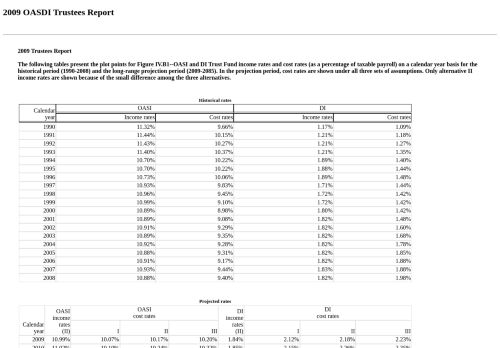 2009 OASDI Trustees Report
2009 Trustees Report
The following tables present the plot points for Figure IV.B1--OASI and DI Trust Fund income rates and cost rates (as a percentage of taxable payroll) on a calendar year basis for the
historical period (1990-2008) and the long-range projection period (2009-2085). In the projection period, cost rates are shown under all three sets of assumptions. Only alternative II
income rates are shown because of the small difference among the three alternatives.
Historical rates
Calendar year OASI DI
Income rates Cost rates Income rates Cost rates
1990 11.32% 9.66% 1.17% 1.09%
1991 11.44% 10.15% 1.21% 1.18%
1992 11.43% 10.27% 1.21% 1.27%
1993 11.40% 10.37% 1.21% 1.35%
1994 10.70% 10.22% 1.89% 1.40%
1995 10.70% 10.22% 1.88% 1.44%
1996 10.73% 10.06% 1.89% 1.48%
1997 10.93% 9.83% 1.71% 1.44%
1998 10.96% 9.45% 1.72% 1.42%
1999 10.99% 9.10% 1.72% 1.42%
2000 10.89% 8.98% 1.80% 1.42%
2001 10.89% 9.08% 1.82% 1.48%
2002 10.91% 9.29% 1.82% 1.60%
2003 10.89% 9.35% 1.82% 1.68%
2004 10.92% 9.28% 1.82% 1.78%
2005 10.88% 9.31% 1.82% 1.85%
2006 10.91% 9.17% 1.82% 1.88%
2007 10.93% 9.44% 1.83% 1.88%
2008 10.88% 9.40% 1.82% 1.98%
Projected rates
Calendar year OASI income rates (II) OASI cost rates DI income rates (II) DI cost rates
I II III I II III
2009 10.99% 10.07% 10.17% 10.20% 1.84% 2.12% 2.18% 2.23%